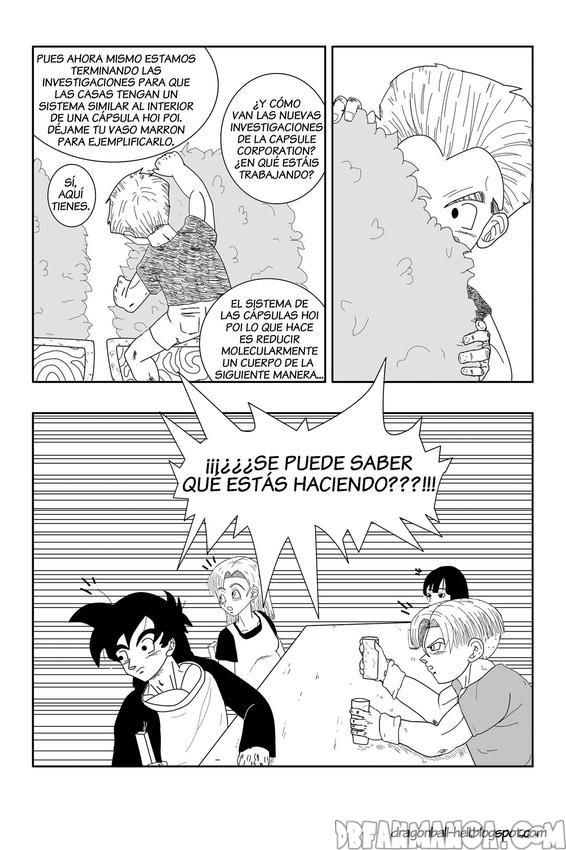 PUES AHORA MISMO ESTAMOS
TERMINANDO LAS
INVESTIGACIONES PARA QUE
LAS CASAS TENGAN UN
SISTEMA SIMILAR AL INTERIOR
DE UNA CÁPSULA HOI POI.
DÉJAME TU VASO MARRON
PARA EJEMPLIFICARLO.
¿Y CÓMO
VAN LAS NUEVAS
INVESTIGACIONES
DE LA CAPSULE
CORPORATION?
¿EN QUÉ ESTÁIS
TRABAJANDO?
SÍ,
AQUÍ
TIENES.
EL SISTEMA DE
LAS CÁPSULAS HOI
POI LO QUE HACE
ES REDUCIR
MOLECULARMENTE
UN CUERPO DE LA
SIGUIENTE MANERA...
¡¡¡¿¿¿SE PUEDE SABER
QUÉ ESTÁS HACIENDO???!!!
dragonball-hell.blogspot.com
DBFANMANGA.COM